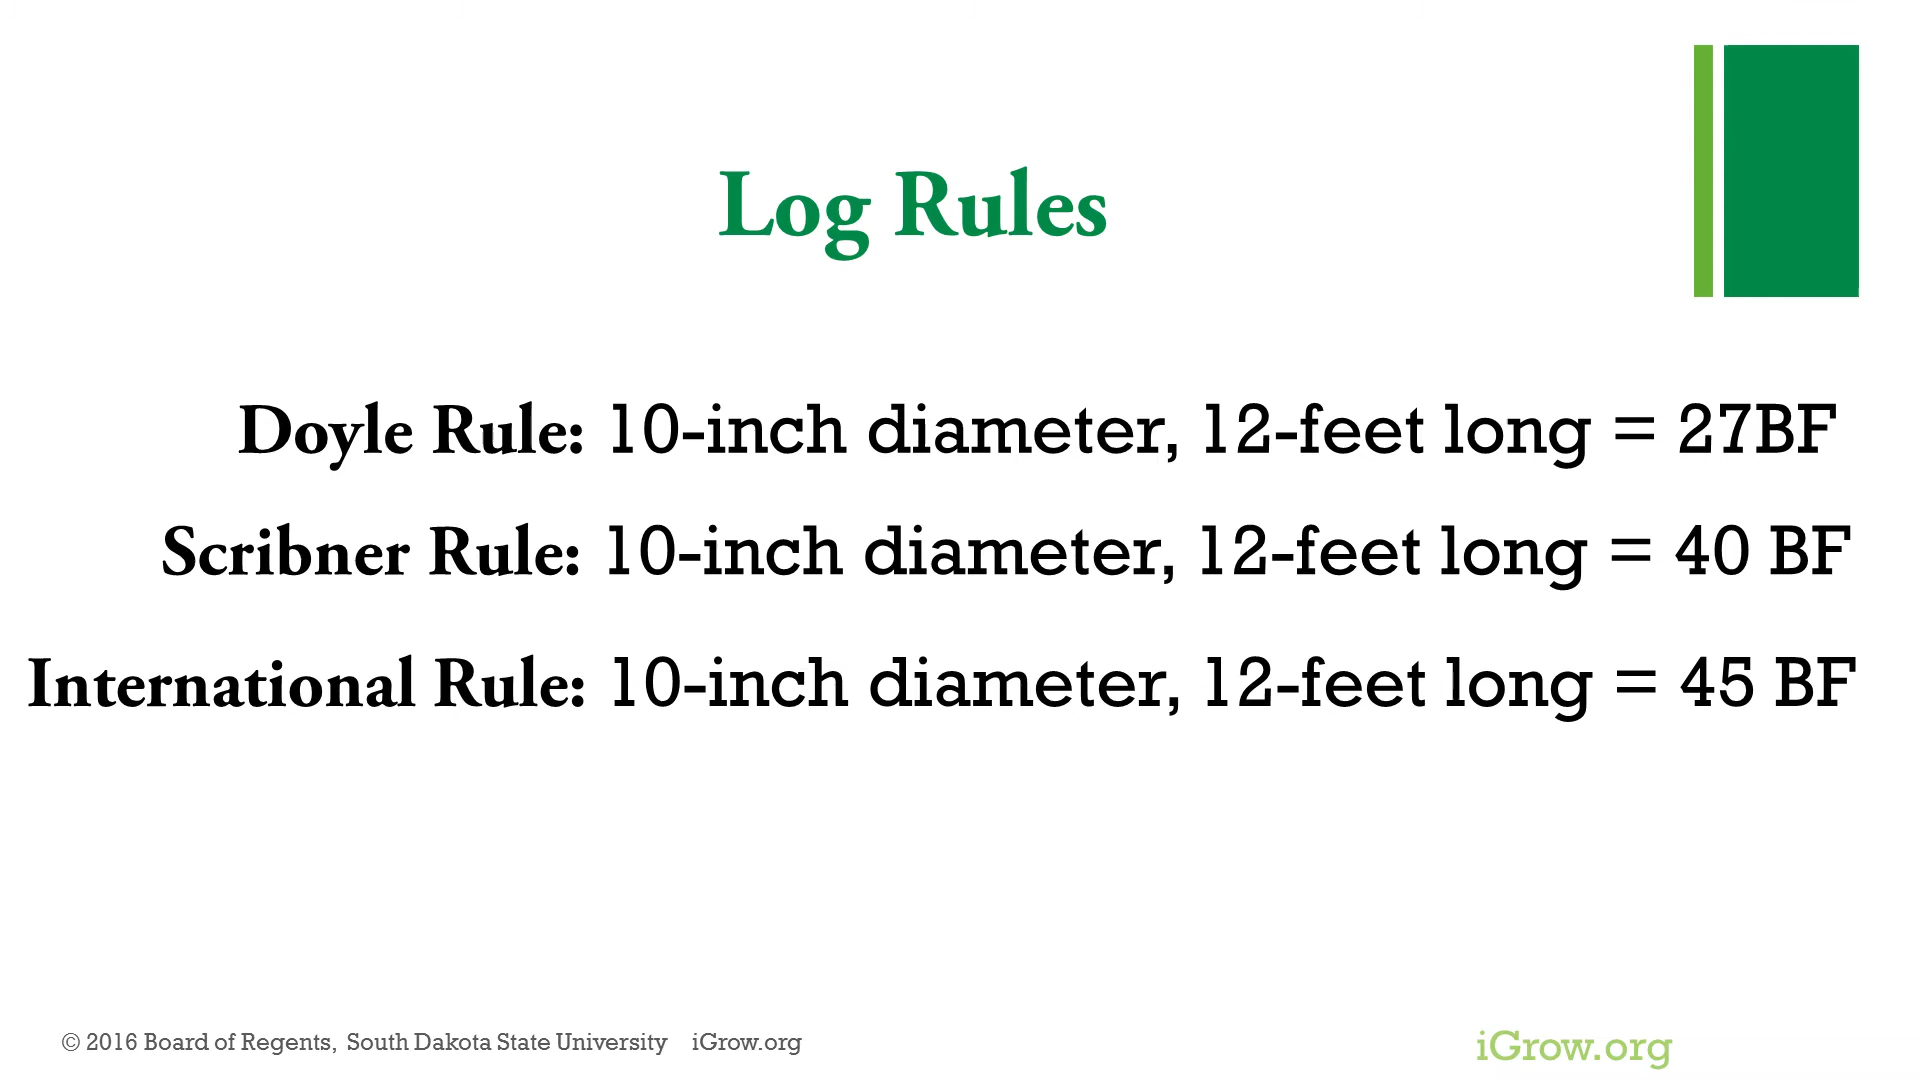 Log Rules
Doyle Rule: 10-inch diameter, 12-feet long = 27BF
Scribner Rule: 10-inch diameter, 12-feet long = 40 BF
International Rule: 10-inch diameter, 12-feet long = 45 BF
© 2016 Board of Regents, South Dakota State University iGrow.org
iGrow.org